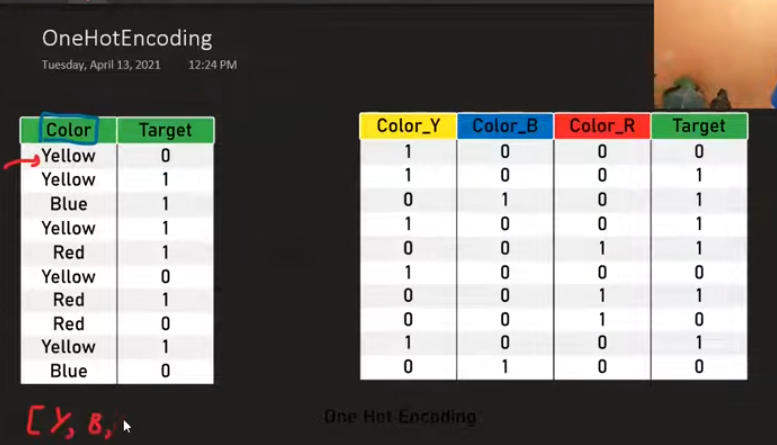 OneHotEncoding
Tuesday, April 13, 2021 12:24 PM
Color Target
Yellow 0
Yellow 1
Blue 1
Yellow 1
Red 1
Yellow 0
Red 1
Red 0
Yellow 1
Blue 0
Color_Y Color_B Color_R Target
1 0 0 0
1 0 0 1
0 1 0 1
1 0 0 1
0 0 1 1
1 0 0 0
0 0 1 1
0 0 1 0
1 0 0 1
0 1 0 0
One Hot Encoding
[Y, B,